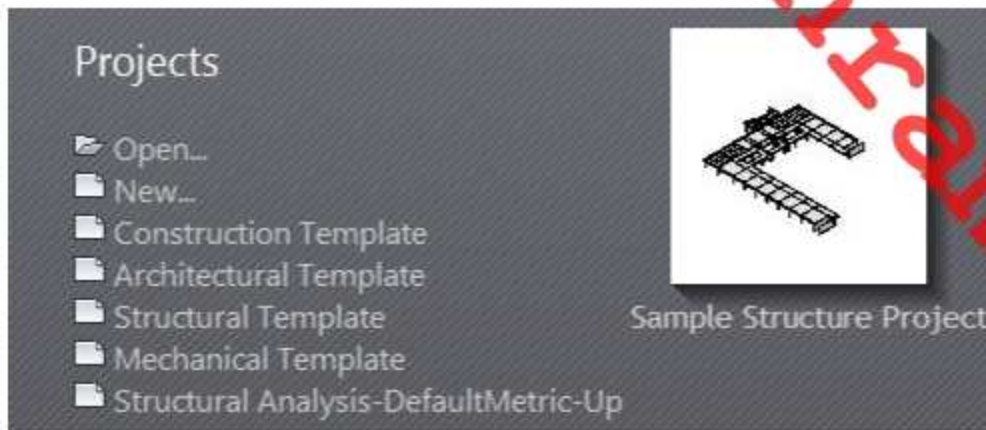 Projects
Open...
New...
Construction Template
Architectural Template
Structural Template
Mechanical Template
Structural Analysis-DefaultMetric-Up
Sample Structure Project